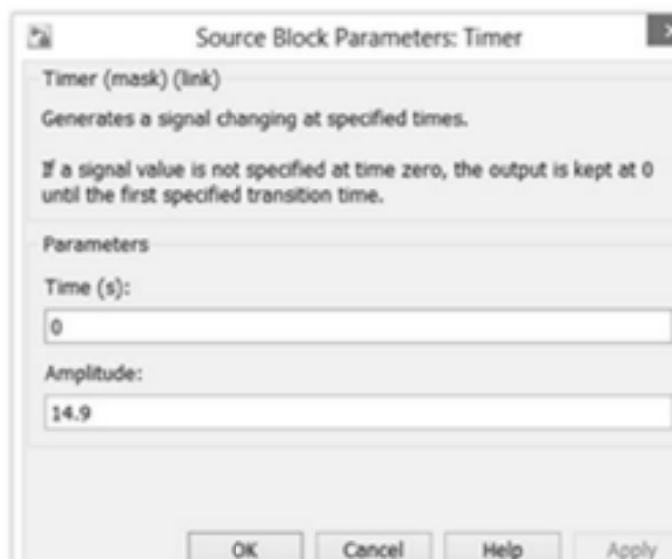 Source Block Parameters: Timer
Timer (mask) (link)
Generates a signal changing at specified times.
If a signal value is not specified at time zero, the output is kept at 0
until the first specified transition time.
Parameters
Time (s):
0
Amplitude:
14.9
OK Cancel Help Apply